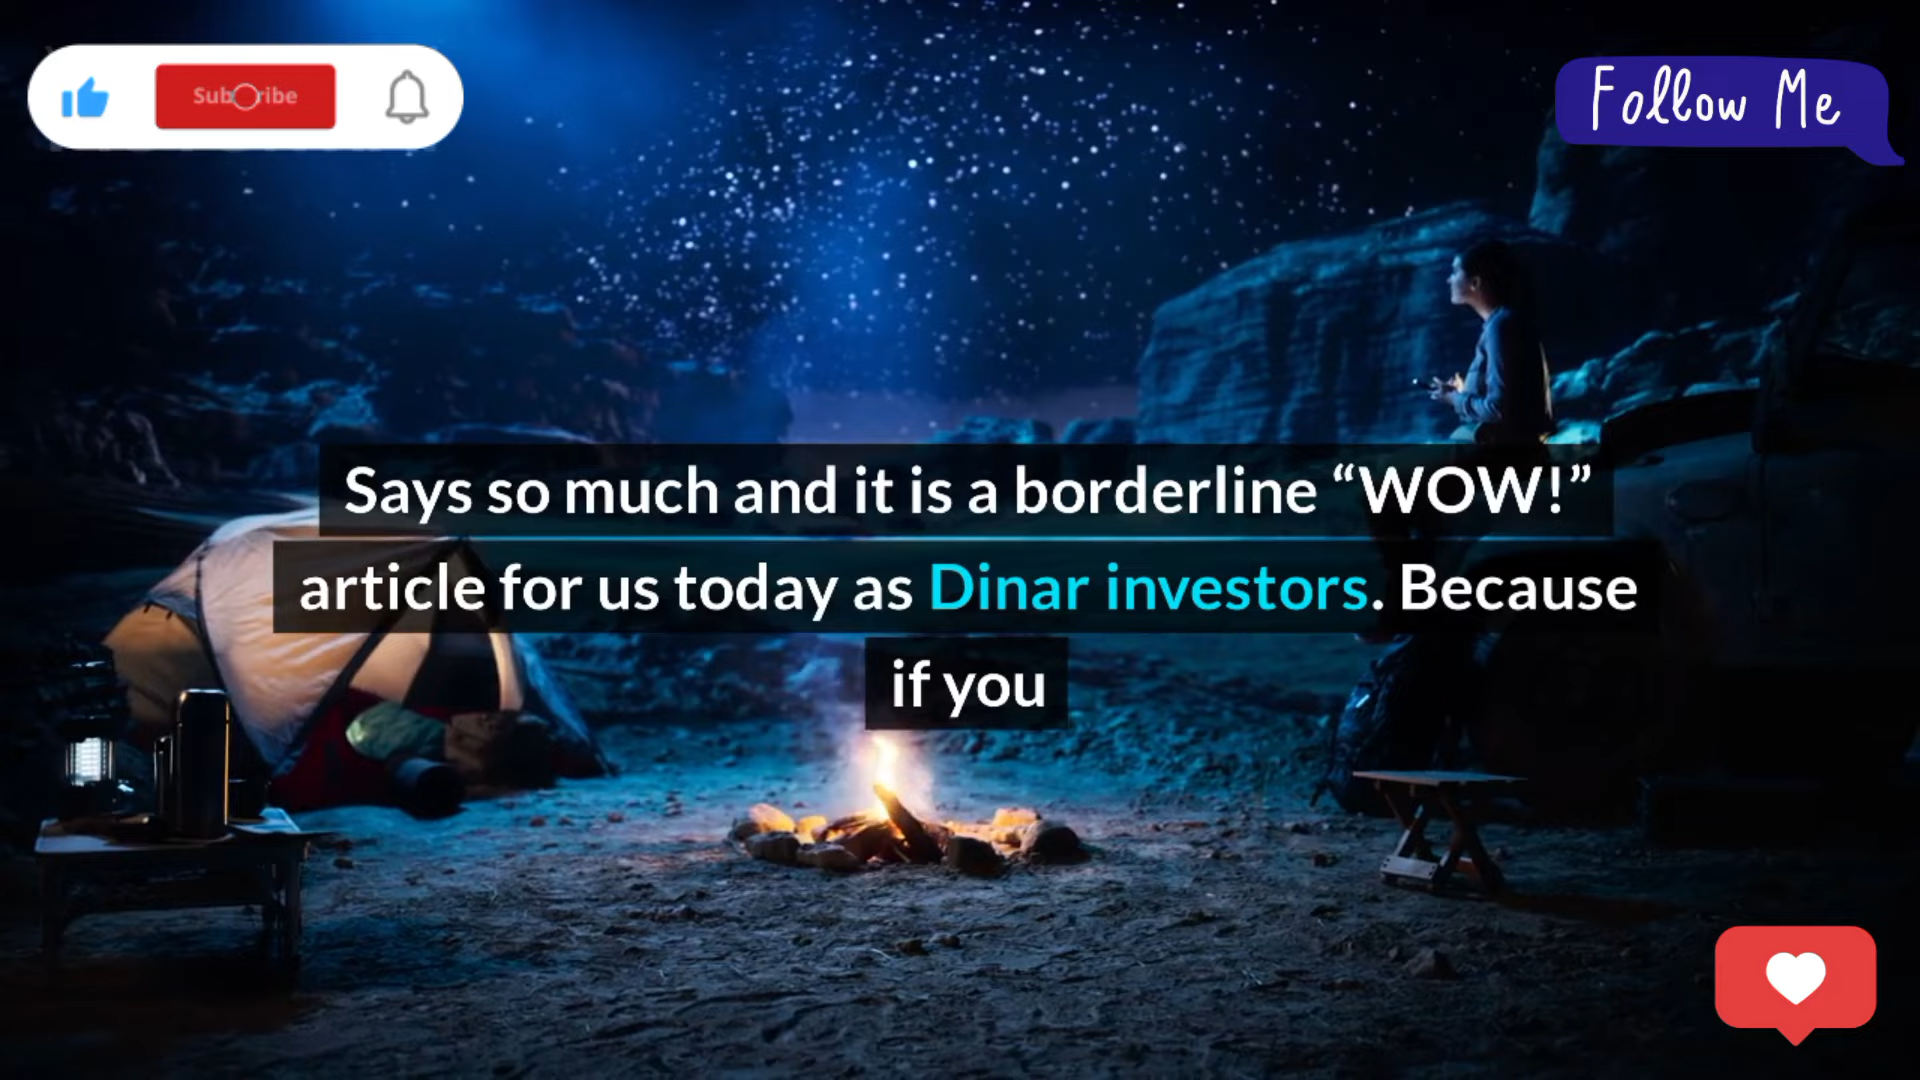 Subscribe
Follow Me
Says so much and it is a borderline “WOW!”
article for us today as Dinar investors. Because
if you